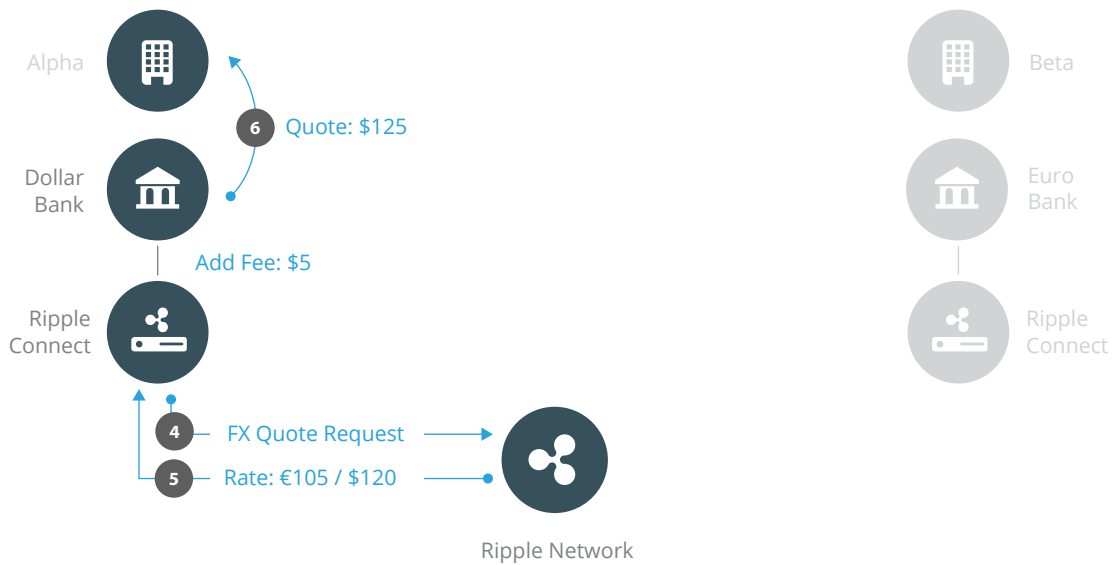 Alpha
Beta
6
Quote: $125
Dollar
Bank
Euro
Bank
Add Fee: $5
Ripple
Connect
Ripple
Connect
4
FX Quote Request
5
Rate: €105 / $120
Ripple Network